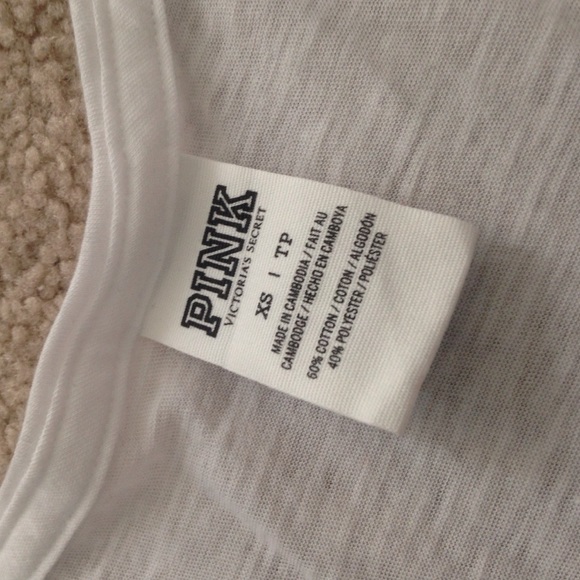 PINK
VICTORIA'S SECRET
XS | TP
MADE IN CAMBODIA / FAIT AU
CAMBODGE / HECHO EN CAMBOYA
60% COTTON / COTON / ALGODÓN
40% POLYESTER / POLIÉSTER